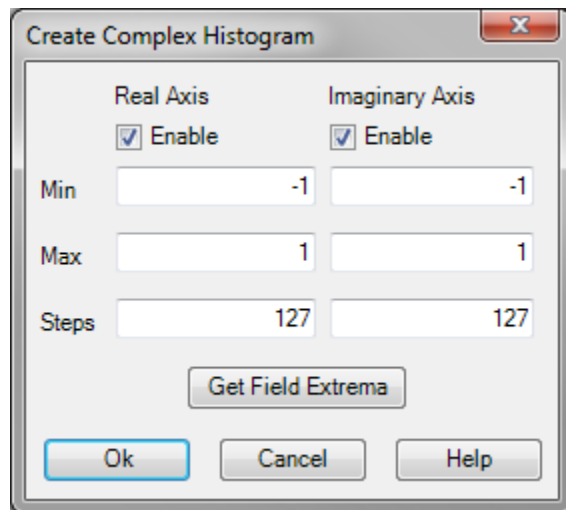 Create Complex Histogram
Real Axis Imaginary Axis
Enable Enable
Min -1 -1
Max 1 1
Steps 127 127
Get Field Extrema
Ok Cancel Help